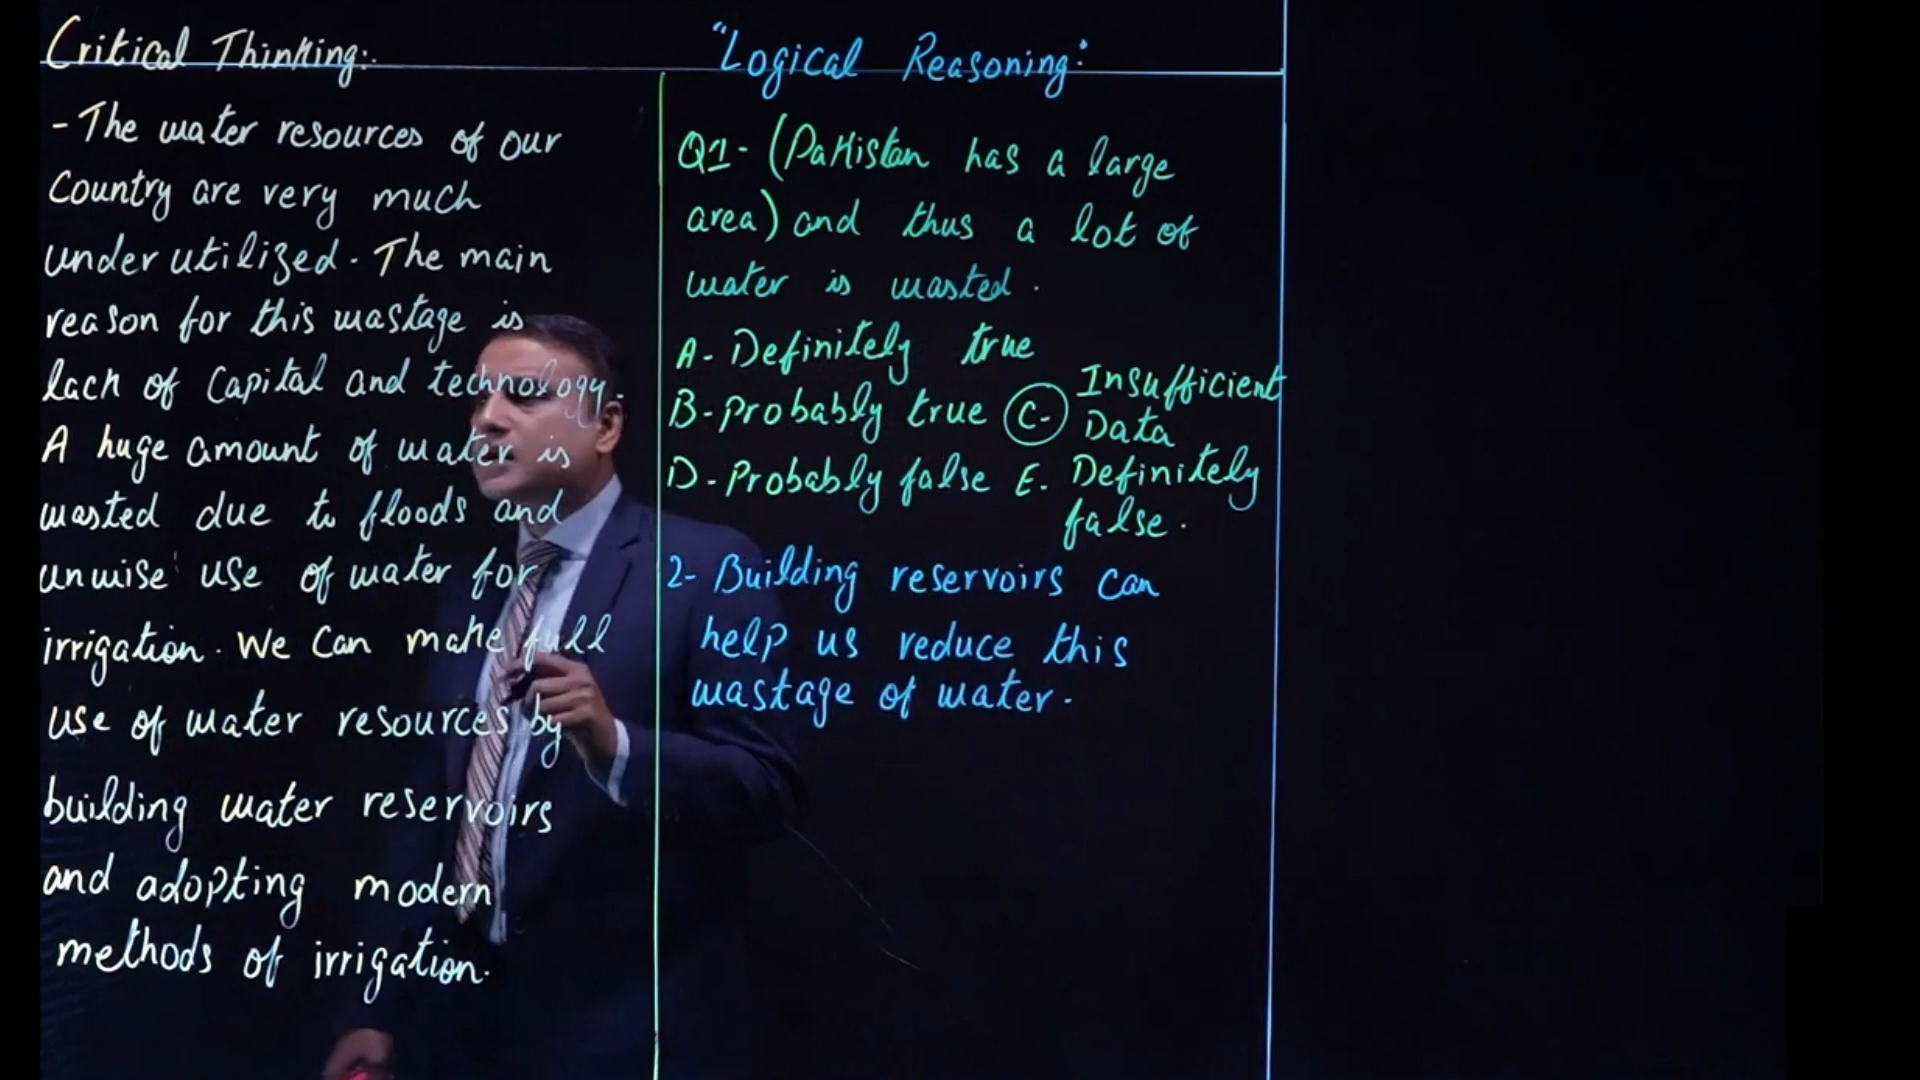 Critical Thinking:.
- The water resources of our
Country are very much
under utilized. The main
reason for this wastage is
lack of Capital and technology.
A huge amount of water is
wasted due to floods and
unwise use of water for
irrigation. We Can make full
use of water resources by
building water reservoirs
and adopting modern
methods of irrigation.
"Logical Reasoning:
Q1- (Pakistan has a large
area) and thus a lot of
water is wasted.
A- Definitely true
B- Probably true C- Insufficient
Data
D- Probably false E. Definitely
false.
2- Building reservoirs can
help us reduce this
wastage of water.